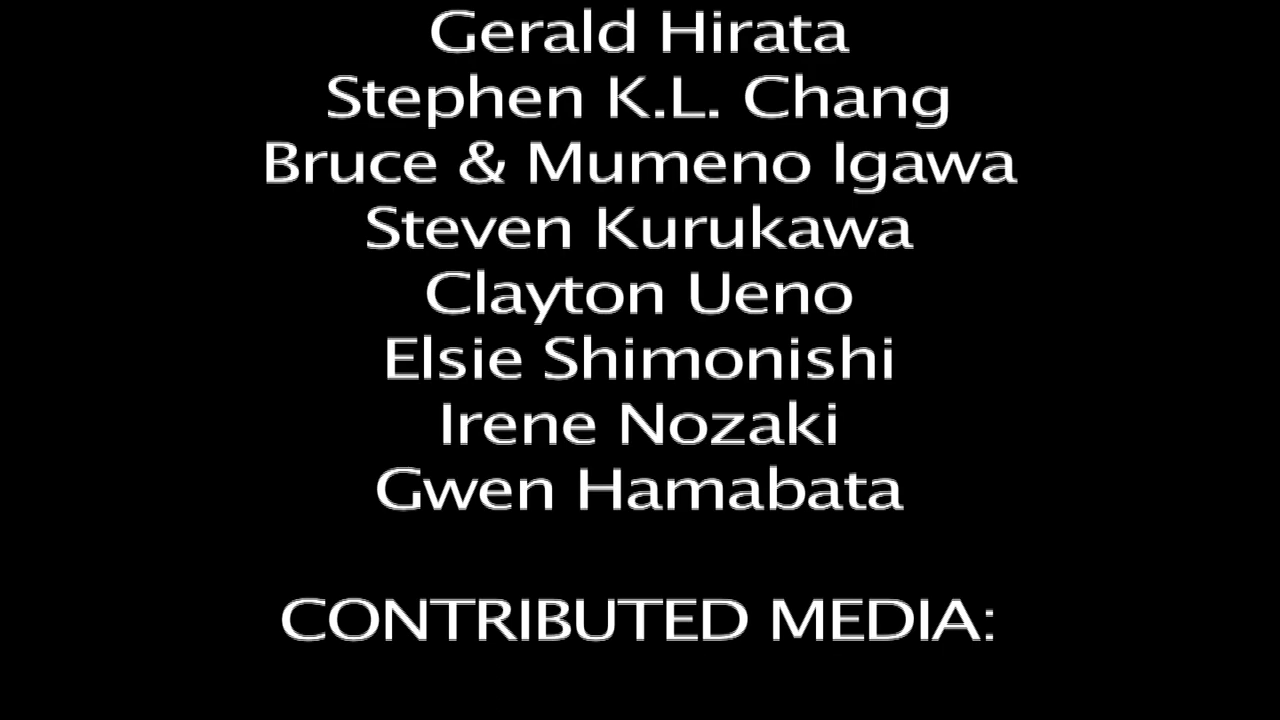 Gerald Hirata
Stephen K.L. Chang
Bruce & Mumeno Igawa
Steven Kurukawa
Clayton Ueno
Elsie Shimonishi
Irene Nozaki
Gwen Hamabata
CONTRIBUTED MEDIA: